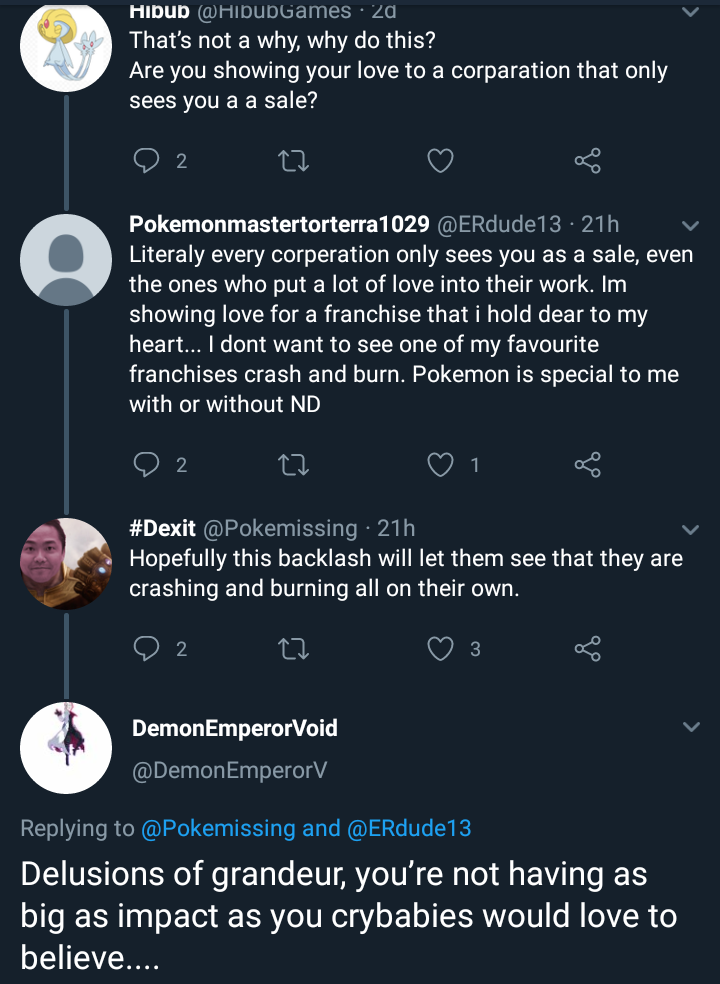 Hibub @HibubGames · 2d
That's not a why, why do this?
Are you showing your love to a corparation that only
sees you a a sale?
2
Pokemonmastertorterra1029 @ERdude13 · 21h
Literaly every corperation only sees you as a sale, even
the ones who put a lot of love into their work. Im
showing love for a franchise that i hold dear to my
heart... I dont want to see one of my favourite
franchises crash and burn. Pokemon is special to me
with or without ND
2 1
#Dexit @Pokemissing · 21h
Hopefully this backlash will let them see that they are
crashing and burning all on their own.
2 3
DemonEmperorVoid
@DemonEmperorV
Replying to @Pokemissing and @ERdude13
Delusions of grandeur, you're not having as
big as impact as you crybabies would love to
believe....